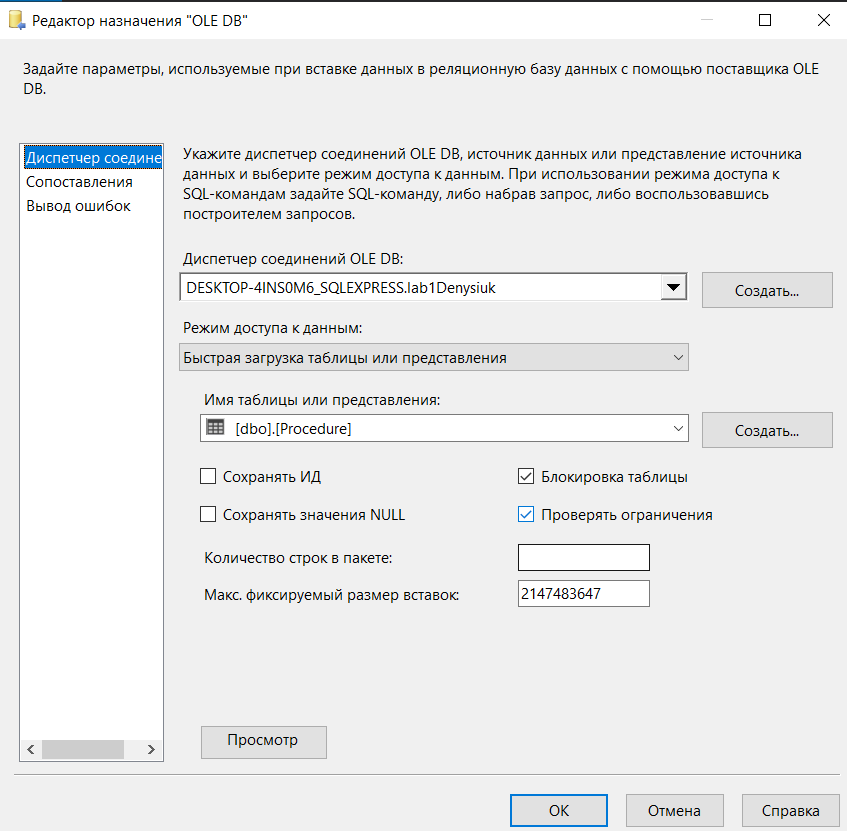 Редактор назначения "OLE DB"
Задайте параметры, используемые при вставке данных в реляционную базу данных с помощью поставщика OLE
DB.
Диспетчер соедине
Сопоставления
Вывод ошибок
Укажите диспетчер соединений OLE DB, источник данных или представление источника
данных и выберите режим доступа к данным. При использовании режима доступа к
SQL-командам задайте SQL-команду, либо набрав запрос, либо воспользовавшись
построителем запросов.
Диспетчер соединений OLE DB:
DESKTOP-4INS0M6_SQLEXPRESS.lab1Denysiuk
Создать...
Режим доступа к данным:
Быстрая загрузка таблицы или представления
Имя таблицы или представления:
[dbo].[Procedure]
Создать...
Сохранять ИД
Блокировка таблицы
Сохранять значения NULL
Проверять ограничения
Количество строк в пакете:
Макс. фиксируемый размер вставок:
2147483647
Просмотр
ОК
Отмена
Справка